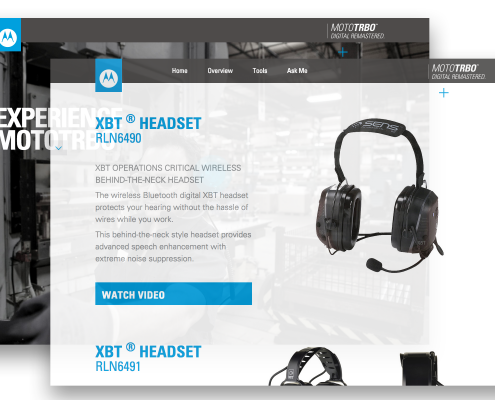 MOTOTRBO™
DIGITAL REMASTERED
MOTOTRBO™
DIGITAL REMASTERED
Home Overview Tools Ask Me
EXPERIENCE
MOTOTRBO
XBT ® HEADSET
RLN6490
XBT OPERATIONS CRITICAL WIRELESS
BEHIND-THE-NECK HEADSET
The wireless Bluetooth digital XBT headset
protects your hearing without the hassle of
wires while you work.
This behind-the-neck style headset provides
advanced speech enhancement with
extreme noise suppression.
WATCH VIDEO
SENS
XBT ® HEADSET
RLN6491